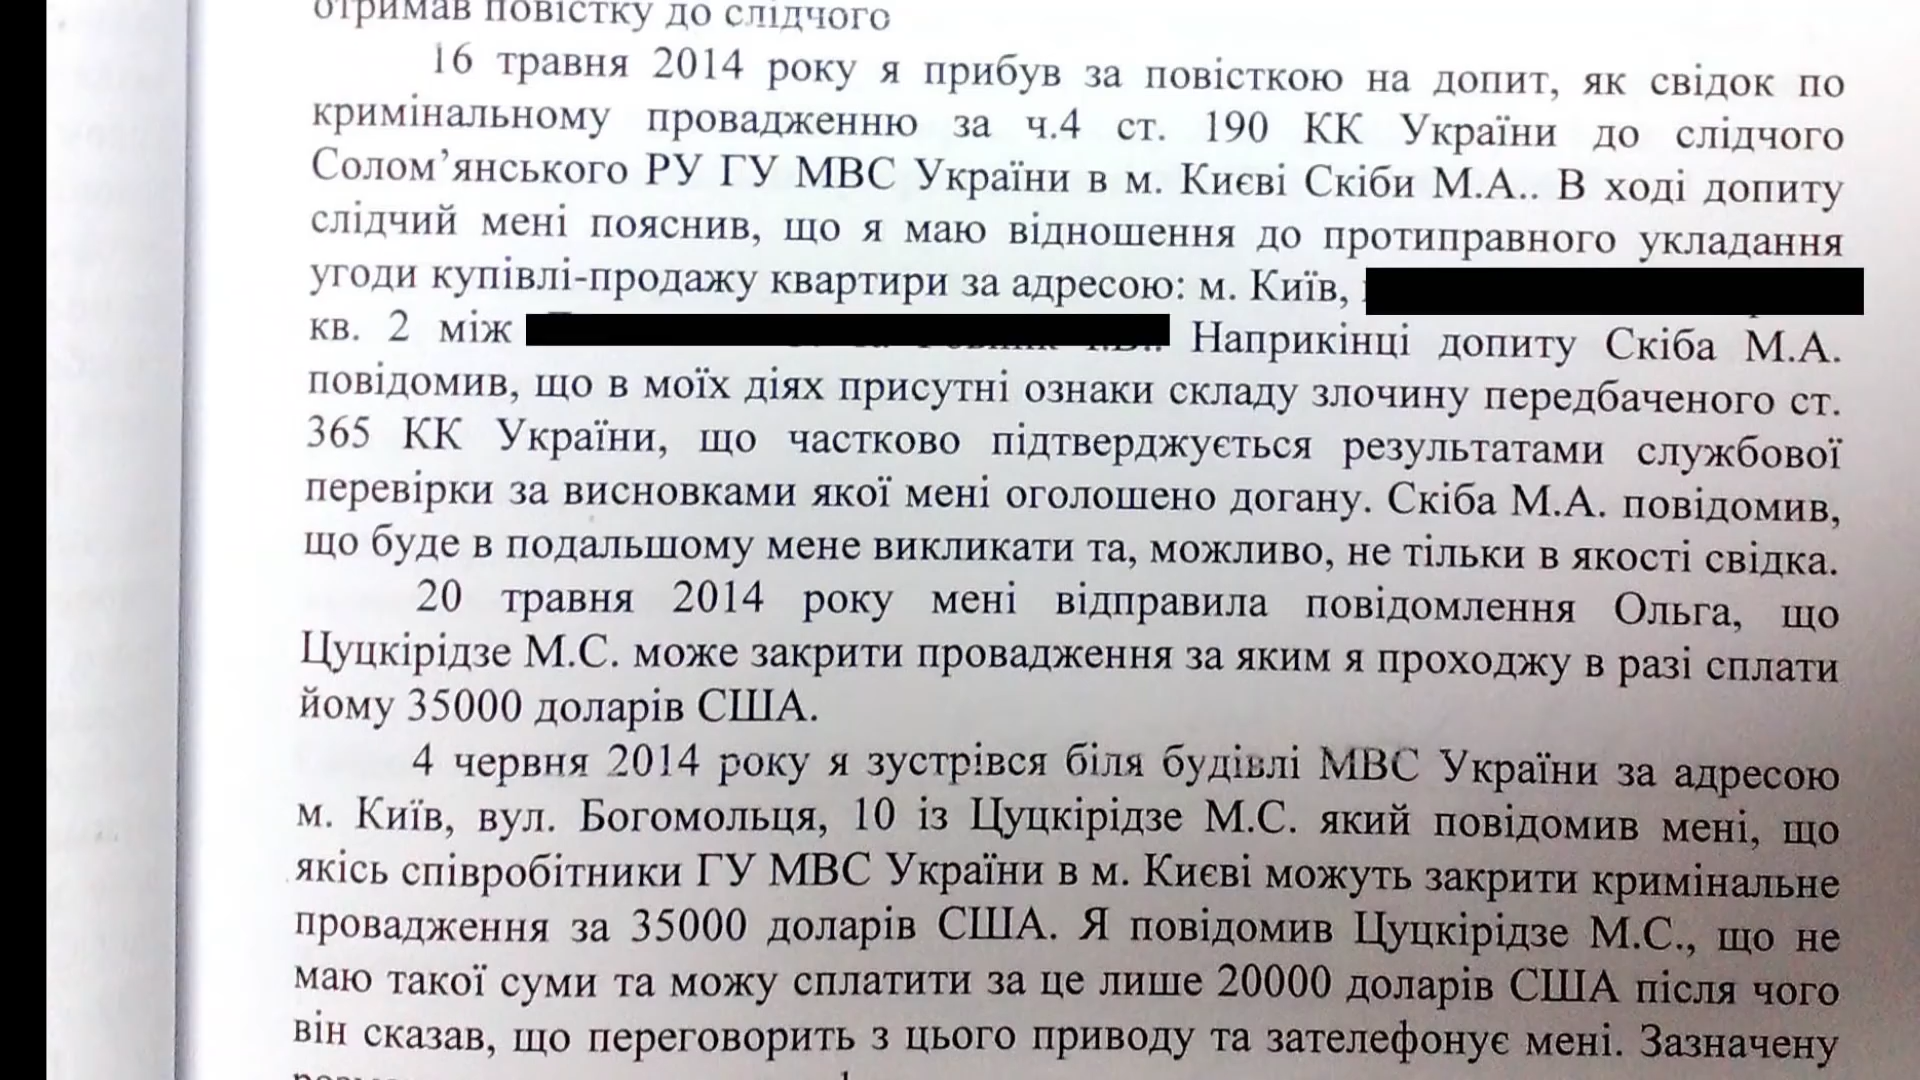 отримав повістку до слідчого
16 травня 2014 року я прибув за повісткою на допит, як свідок по
кримінальному провадженню за ч.4 ст. 190 КК України до слідчого
Солом’янського РУ ГУ МВС України в м. Києві Скіби М.А.. В ході допиту
слідчий мені пояснив, що я маю відношення до протиправного укладання
угоди купівлі-продажу квартири за адресою: м. Київ,
кв. 2 між Наприкінці допиту Скіба М.А.
повідомив, що в моїх діях присутні ознаки складу злочину передбаченого ст.
365 КК України, що частково підтверджується результатами службової
перевірки за висновками якої мені оголошено догану. Скіба М.А. повідомив,
що буде в подальшому мене викликати та, можливо, не тільки в якості свідка.
20 травня 2014 року мені відправила повідомлення Ольга, що
Цуцкірідзе М.С. може закрити провадження за яким я проходжу в разі сплати
йому 35000 доларів США.
4 червня 2014 року я зустрівся біля будівлі МВС України за адресою
м. Київ, вул. Богомольця, 10 із Цуцкірідзе М.С. який повідомив мені, що
якісь співробітники ГУ МВС України в м. Києві можуть закрити кримінальне
провадження за 35000 доларів США. Я повідомив Цуцкірідзе М.С., що не
маю такої суми та можу сплатити за це лише 20000 доларів США після чого
він сказав, що переговорить з цього приводу та зателефонує мені. Зазначену